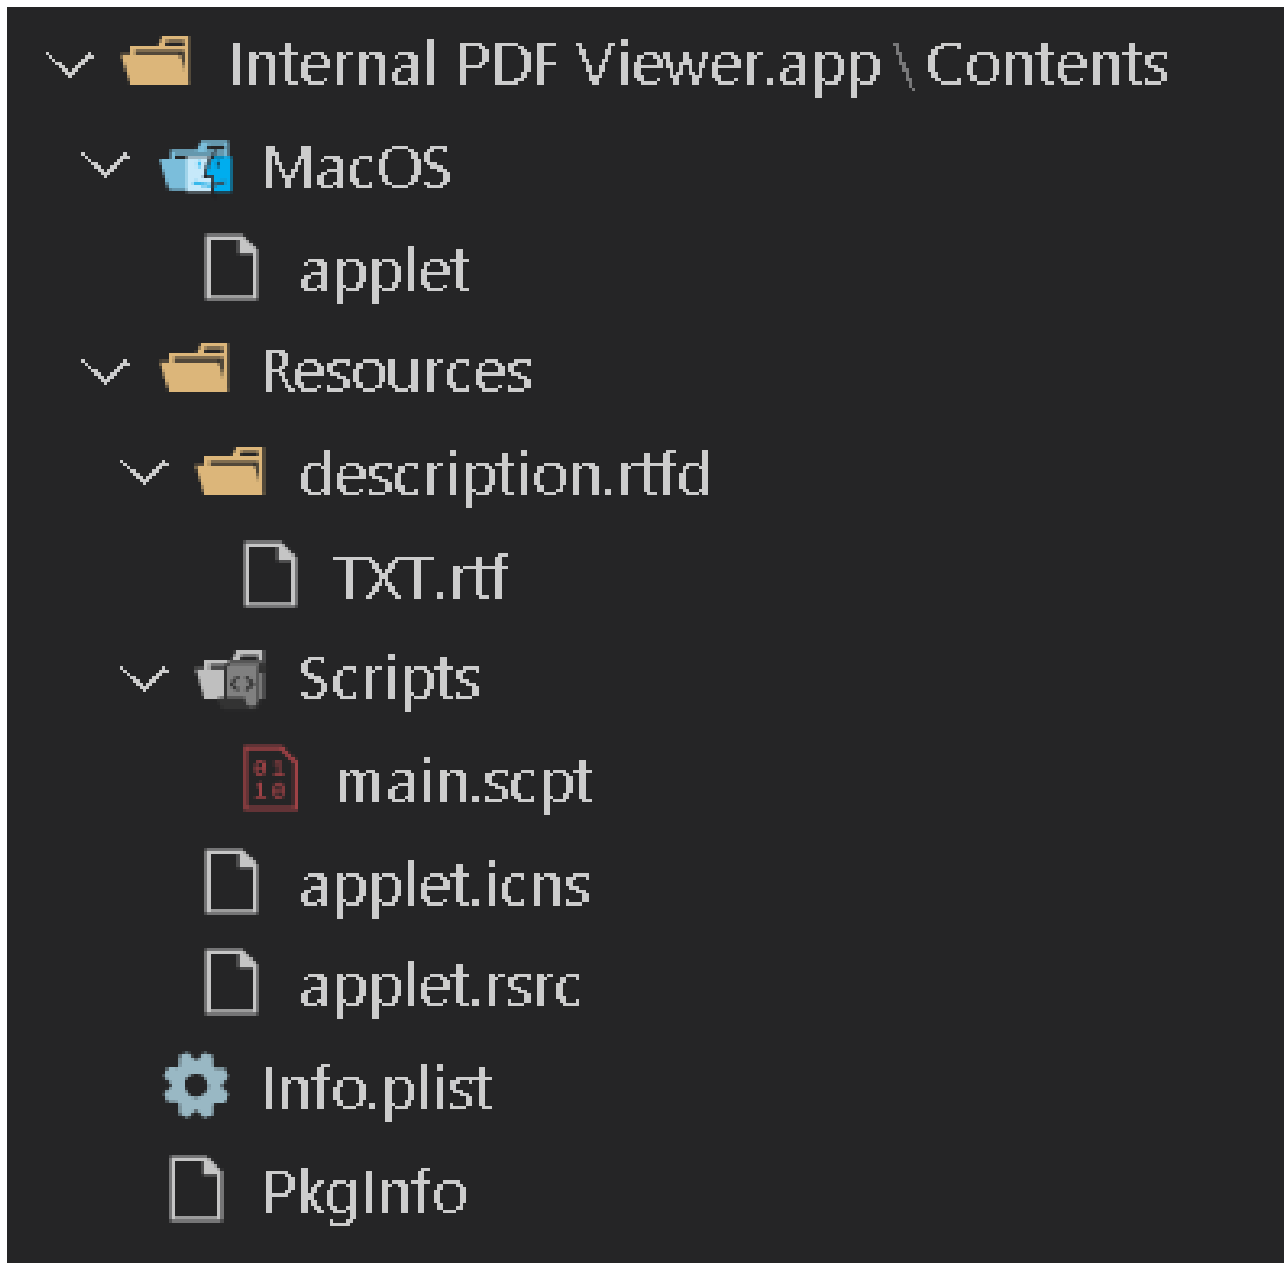 Internal PDF Viewer.app \ Contents
MacOS
applet
Resources
description.rtfd
TXT.rtf
Scripts
main.scpt
applet.icns
applet.rsrc
Info.plist
PkgInfo